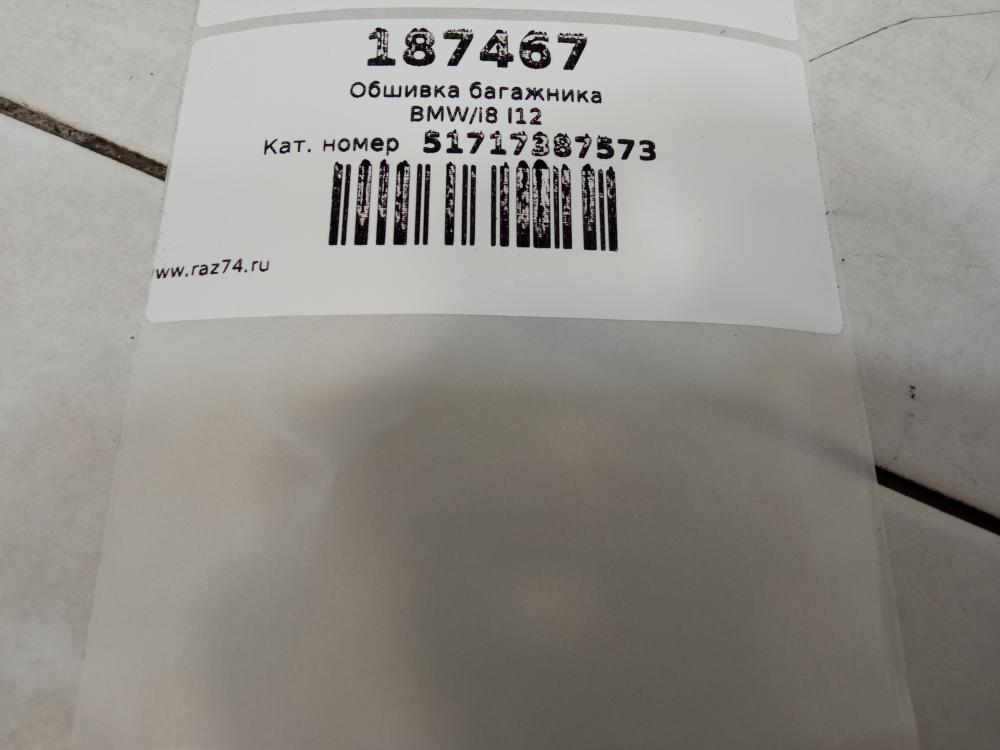 187467
Обшивка багажника
BMW/i8 I12
Кат. номер 51717387573
www.raz74.ru